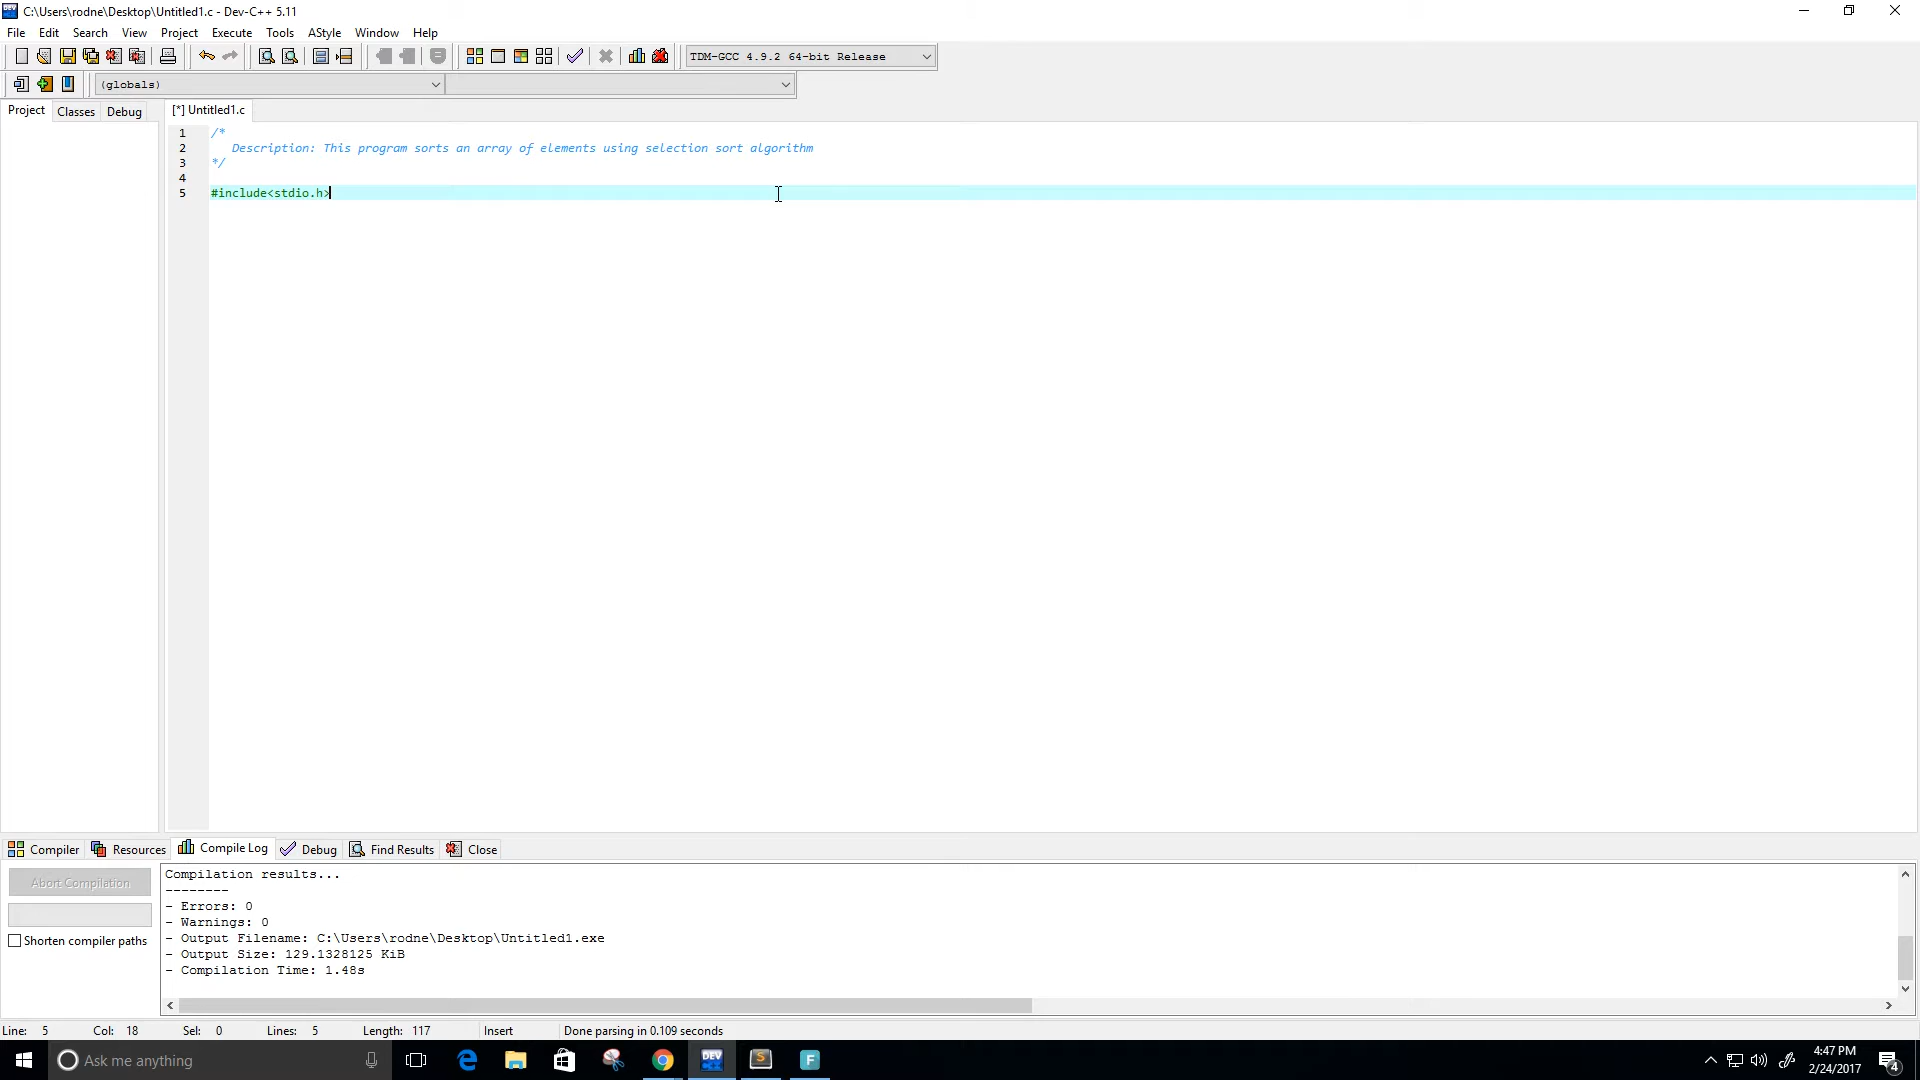 C:\Users\rodne\Desktop\Untitled1.c - Dev-C++ 5.11
File Edit Search View Project Execute Tools AStyle Window Help
TDM-GCC 4.9.2 64-bit Release
(globals)
Project Classes Debug
[*] Untitled1.c
1 /*
2 Description: This program sorts an array of elements using selection sort algorithm
3 */
4
5 #include<stdio.h>
Compiler Resources Compile Log Debug Find Results Close
Abort Compilation
Shorten compiler paths
Compilation results...
--------
- Errors: 0
- Warnings: 0
- Output Filename: C:\Users\rodne\Desktop\Untitled1.exe
- Output Size: 129.1328125 KiB
- Compilation Time: 1.48s
Line: 5 Col: 18 Sel: 0 Lines: 5 Length: 117 Insert Done parsing in 0.109 seconds
Ask me anything
DEV
S
F
4:47 PM
2/24/2017
4